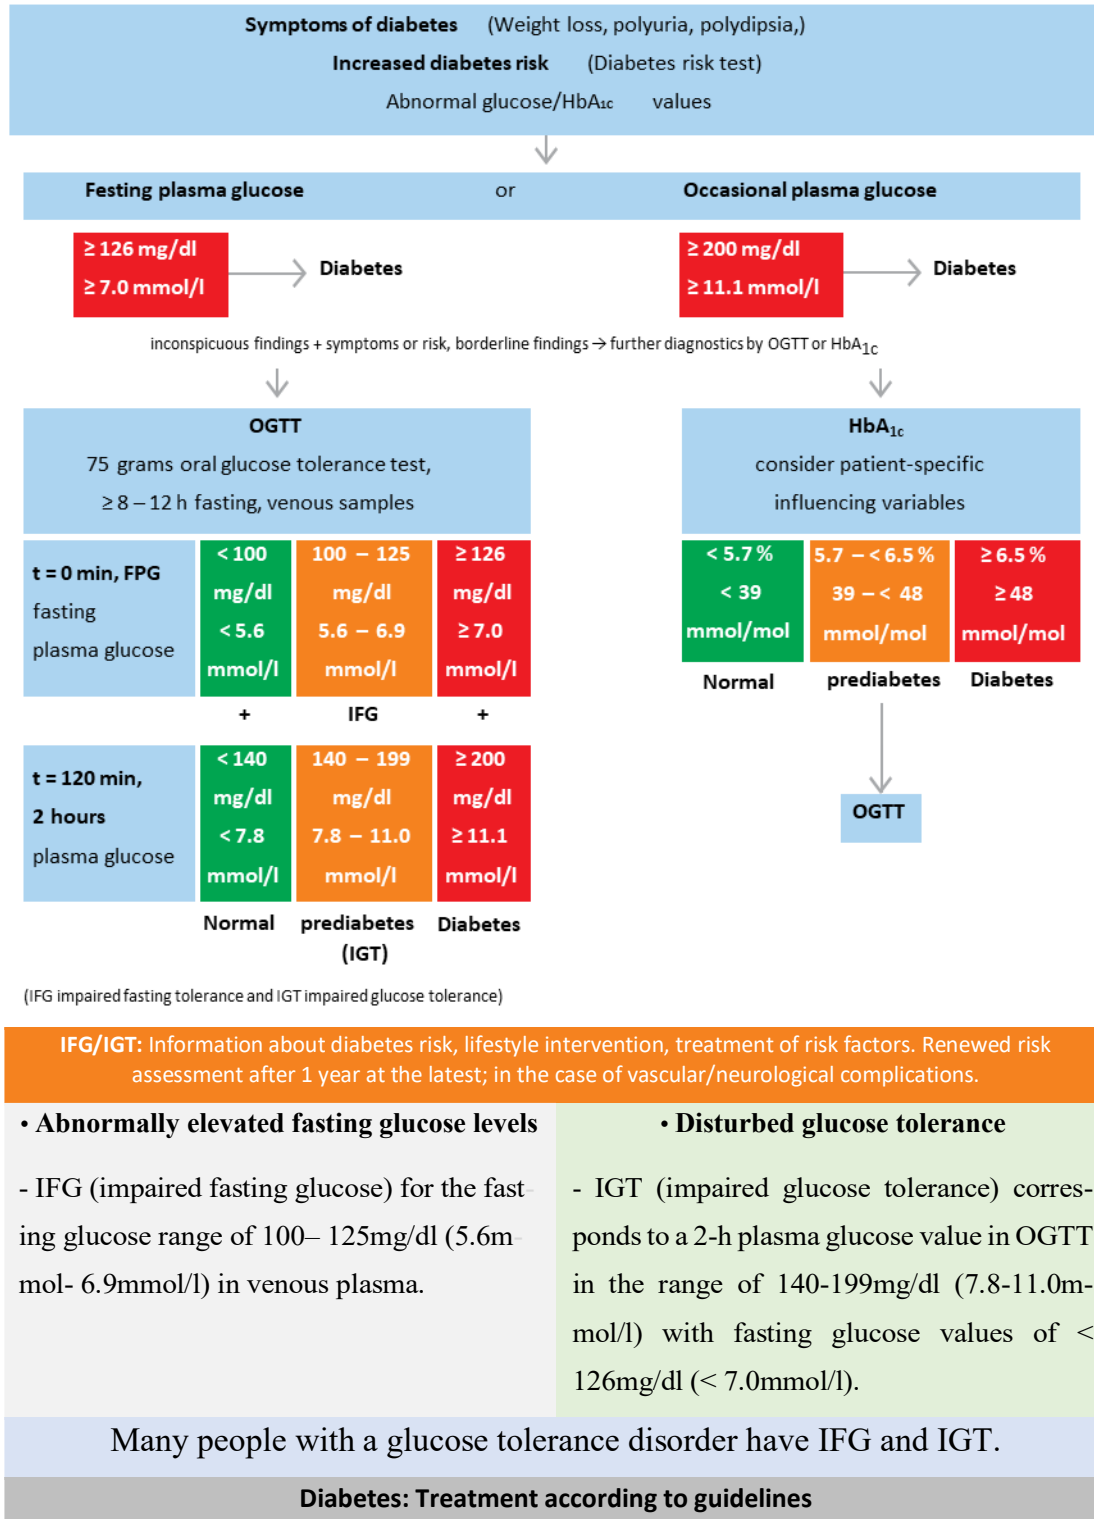 Symptoms of diabetes (Weight loss, polyuria, polydipsia,)
Increased diabetes risk (Diabetes risk test)
Abnormal glucose/HbA1c values
Festing plasma glucose or Occasional plasma glucose
≥ 126 mg/dl
≥ 7.0 mmol/l
Diabetes
≥ 200 mg/dl
≥ 11.1 mmol/l
Diabetes
inconspicuous findings + symptoms or risk, borderline findings → further diagnostics by OGTT or HbA1c
OGTT
75 grams oral glucose tolerance test,
≥ 8 – 12 h fasting, venous samples
t = 0 min, FPG
fasting
plasma glucose
< 100
mg/dl
< 5.6
mmol/l
100 – 125
mg/dl
5.6 – 6.9
mmol/l
≥ 126
mg/dl
≥ 7.0
mmol/l
+ IFG +
t = 120 min,
2 hours
plasma glucose
< 140
mg/dl
< 7.8
mmol/l
140 – 199
mg/dl
7.8 – 11.0
mmol/l
≥ 200
mg/dl
≥ 11.1
mmol/l
Normal
prediabetes
(IGT)
Diabetes
HbA1c
consider patient-specific
influencing variables
< 5.7 %
< 39
mmol/mol
5.7 – < 6.5 %
39 – < 48
mmol/mol
≥ 6.5 %
≥ 48
mmol/mol
Normal
prediabetes
Diabetes
OGTT
(IFG impaired fasting tolerance and IGT impaired glucose tolerance)
IFG/IGT: Information about diabetes risk, lifestyle intervention, treatment of risk factors. Renewed risk
assessment after 1 year at the latest; in the case of vascular/neurological complications.
• Abnormally elevated fasting glucose levels
- IFG (impaired fasting glucose) for the fast-
ing glucose range of 100– 125mg/dl (5.6m-
mol- 6.9mmol/l) in venous plasma.
• Disturbed glucose tolerance
- IGT (impaired glucose tolerance) corres-
ponds to a 2-h plasma glucose value in OGTT
in the range of 140-199mg/dl (7.8-11.0m-
mol/l) with fasting glucose values of <
126mg/dl (< 7.0mmol/l).
Many people with a glucose tolerance disorder have IFG and IGT.
Diabetes: Treatment according to guidelines